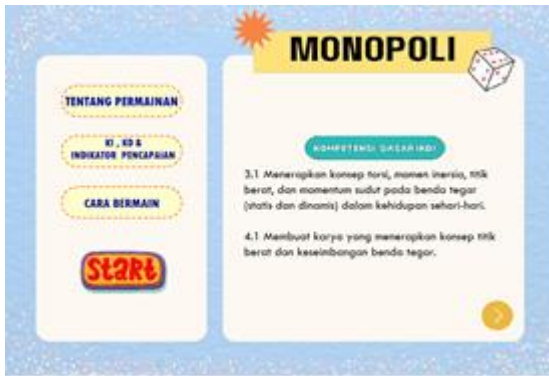 MONOPOLI
TENTANG PERMAINAN
KI , KD &
INDIKATOR PENCAPAIAN
CARA BERMAIN
START
KOMPETENSI DASAR (KD)
3.1 Menerapkan konsep torsi, momen inersia, titik
berat, dan momentum sudut pada benda tegar
(statis dan dinamis) dalam kehidupan sehari-hari.
4.1 Membuat karya yang menerapkan konsep titik
berat dan keseimbangan benda tegar.